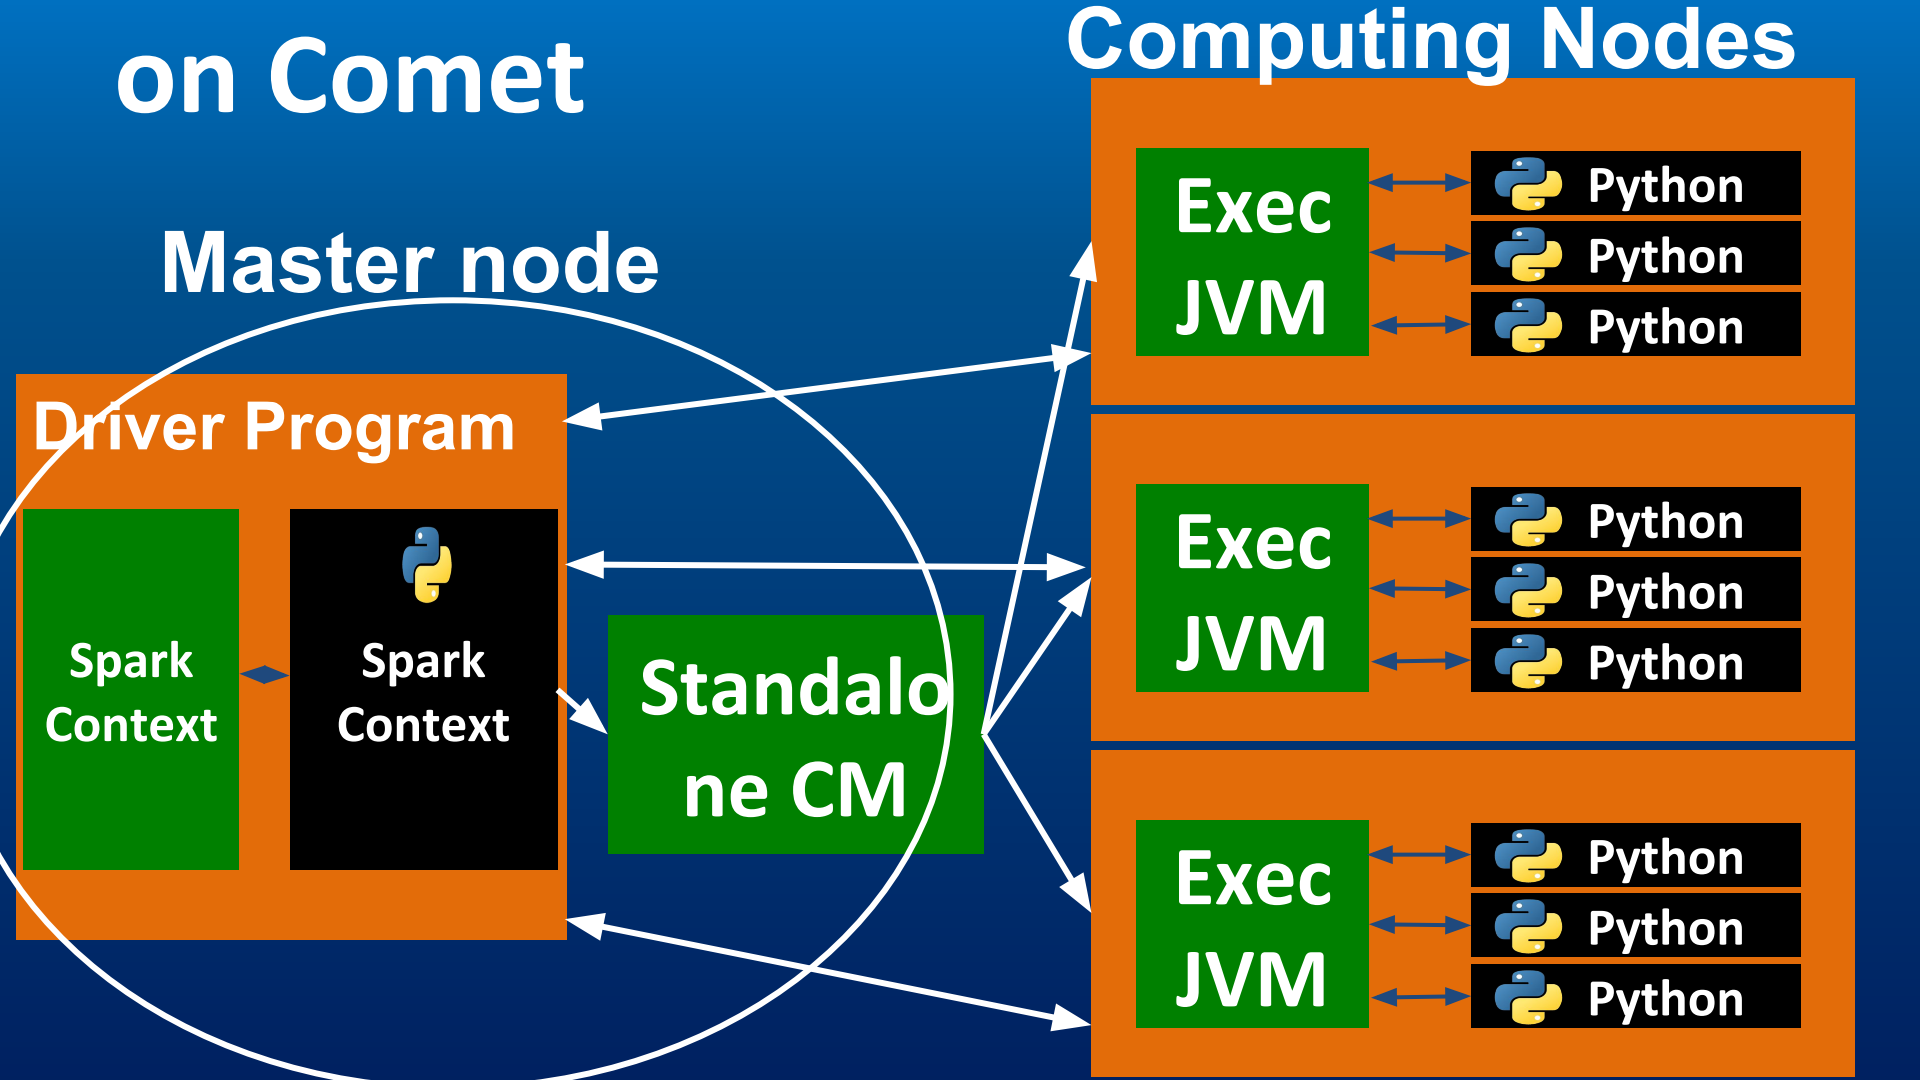 on Comet
Master node
Driver Program
Spark
Context
Spark
Context
Standalo
ne CM
Computing Nodes
Exec
JVM
Python
Python
Python
Exec
JVM
Python
Python
Python
Exec
JVM
Python
Python
Python